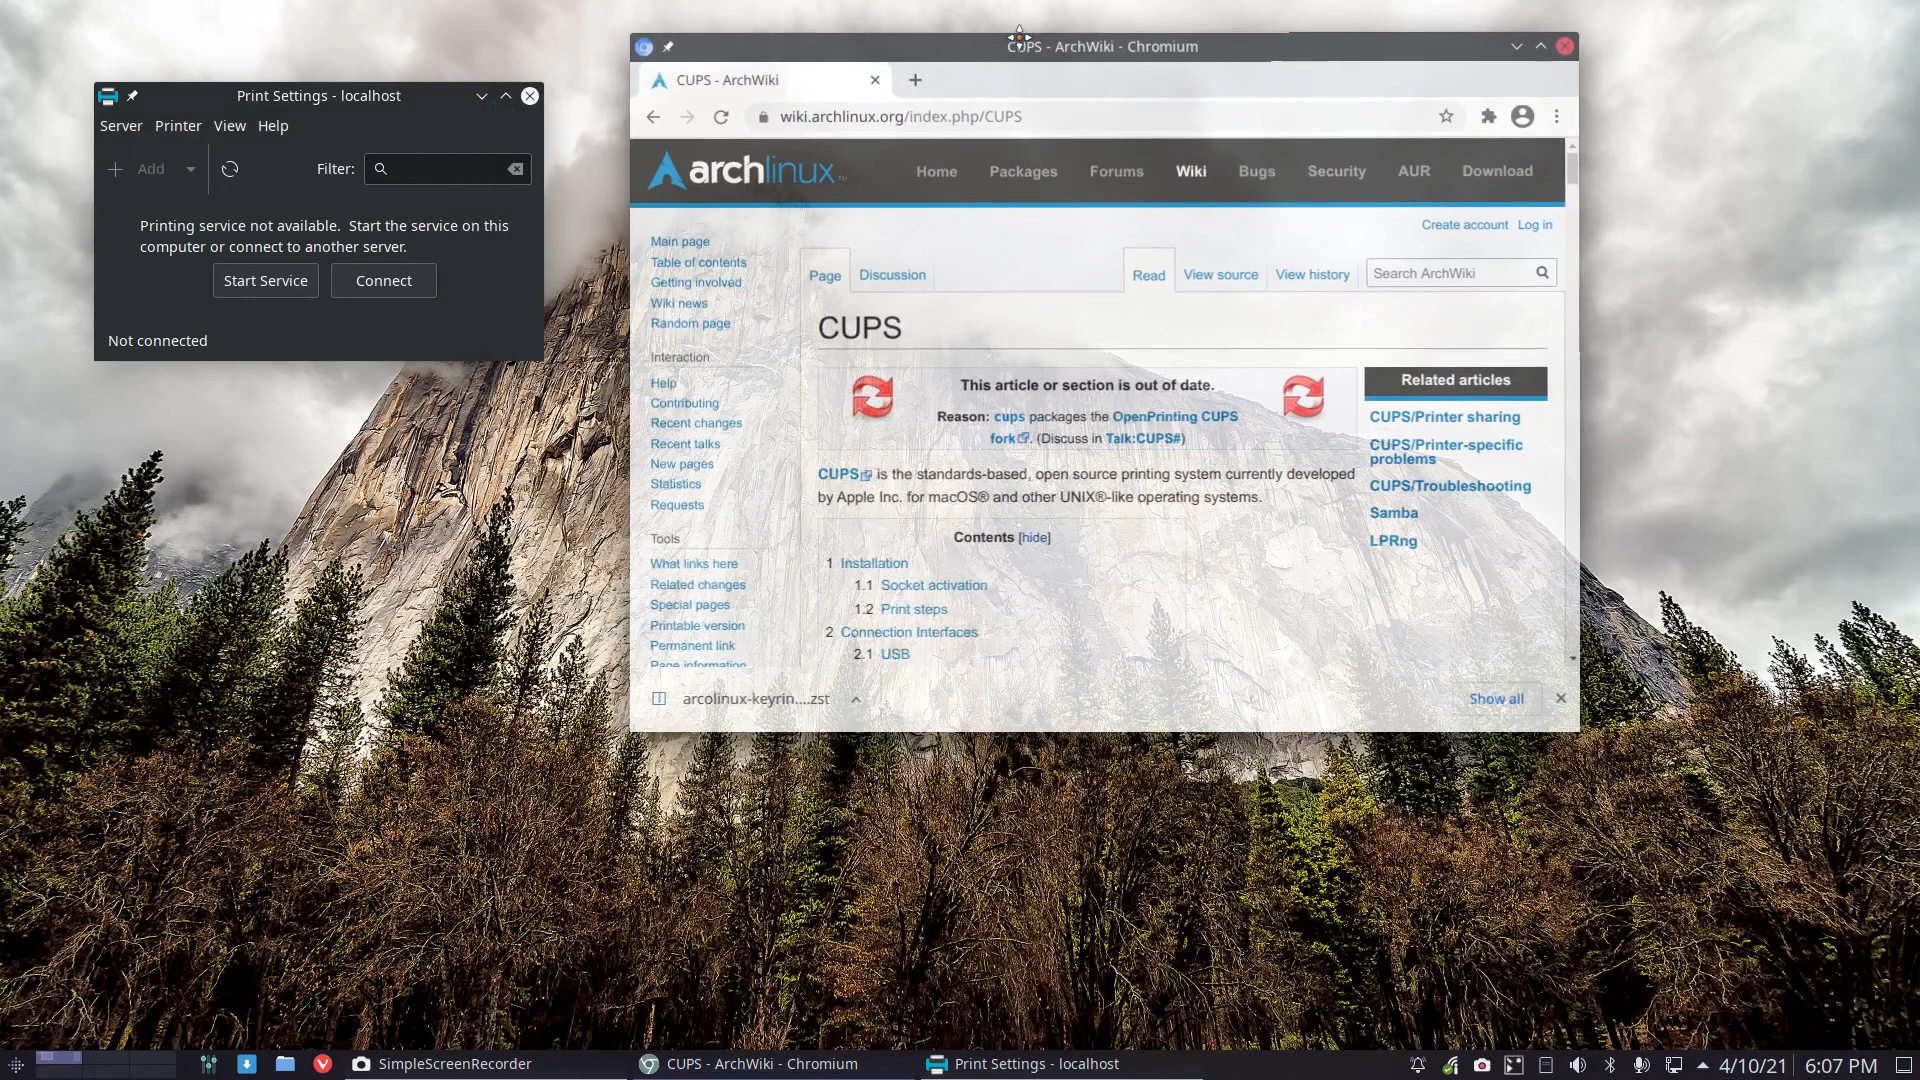 Print Settings - localhost
Server Printer View Help
Add Filter:
Printing service not available.  Start the service on this
computer or connect to another server.
Start Service Connect
Not connected
CUPS - ArchWiki - Chromium
CUPS - ArchWiki
wiki.archlinux.org/index.php/CUPS
archlinux™
Home Packages Forums Wiki Bugs Security AUR Download
Create account Log in
Main page
Table of contents
Getting involved
Wiki news
Random page
Interaction
Help
Contributing
Recent changes
Recent talks
New pages
Statistics
Requests
Tools
What links here
Related changes
Special pages
Printable version
Permanent link
Page information
Page Discussion Read View source View history Search ArchWiki
CUPS
This article or section is out of date.
Reason: cups packages the OpenPrinting CUPS
fork. (Discuss in Talk:CUPS#)
Related articles
CUPS/Printer sharing
CUPS/Printer-specific
problems
CUPS/Troubleshooting
Samba
LPRng
CUPS is the standards-based, open source printing system currently developed
by Apple Inc. for macOS® and other UNIX®-like operating systems.
Contents [hide]
1 Installation
1.1 Socket activation
1.2 Print steps
2 Connection Interfaces
2.1 USB
arcolinux-keyrin....zst Show all
SimpleScreenRecorder CUPS - ArchWiki - Chromium Print Settings - localhost 4/10/21 6:07 PM